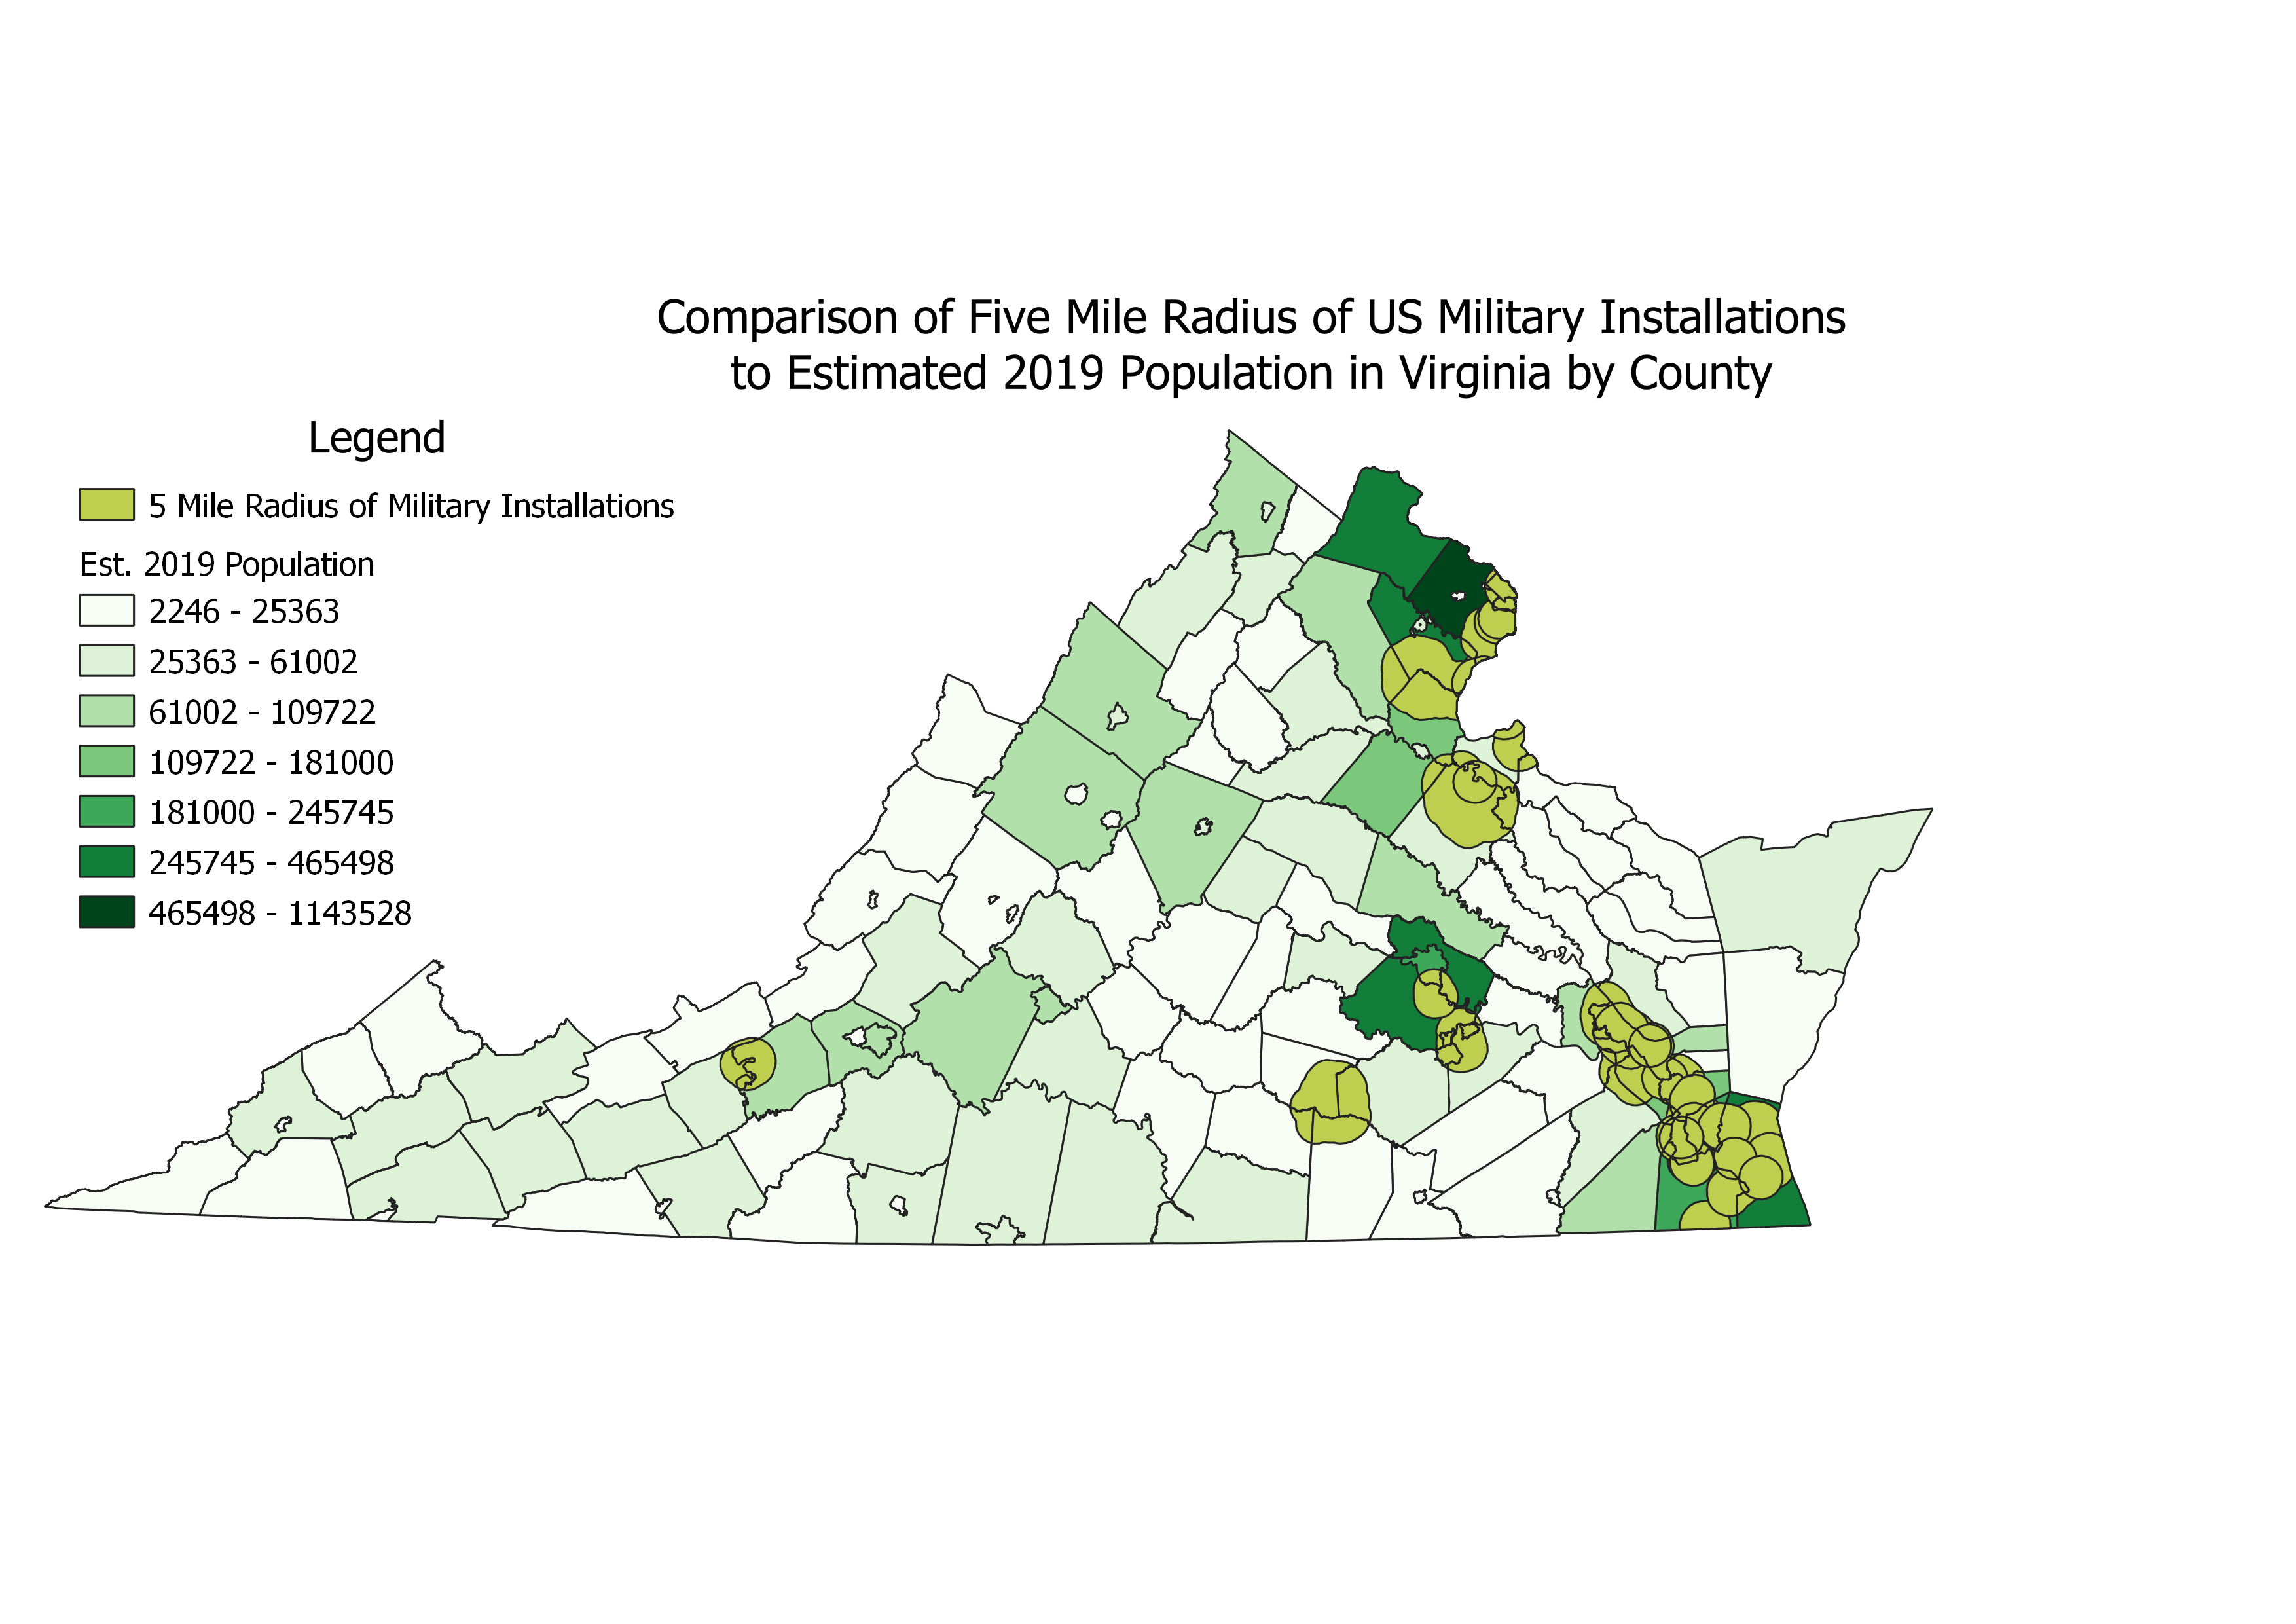 Comparison of Five Mile Radius of US Military Installations
to Estimated 2019 Population in Virginia by County
Legend
5 Mile Radius of Military Installations
Est. 2019 Population
2246 - 25363
25363 - 61002
61002 - 109722
109722 - 181000
181000 - 245745
245745 - 465498
465498 - 1143528